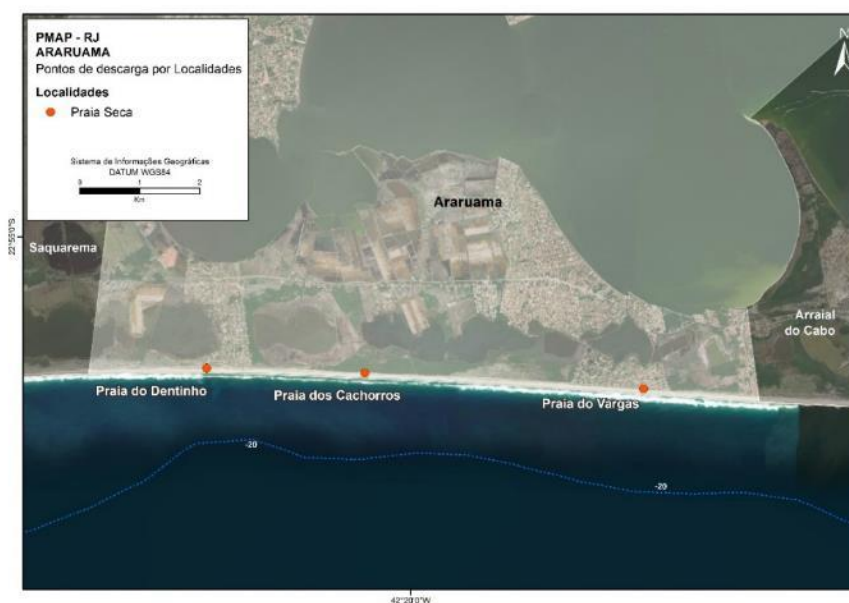 PMAP - RJ
ARARUAMA
Pontos de descarga por Localidades
Localidades
Praia Seca
Sistema de Informações Geográficas
DATUM WGS84
0 1 2
Km
N
Araruama
22°55'0"S
Saquarema
Arraial
do Cabo
Praia do Dentinho
Praia dos Cachorros
Praia do Vargas
-20
-20
42°20'0"W